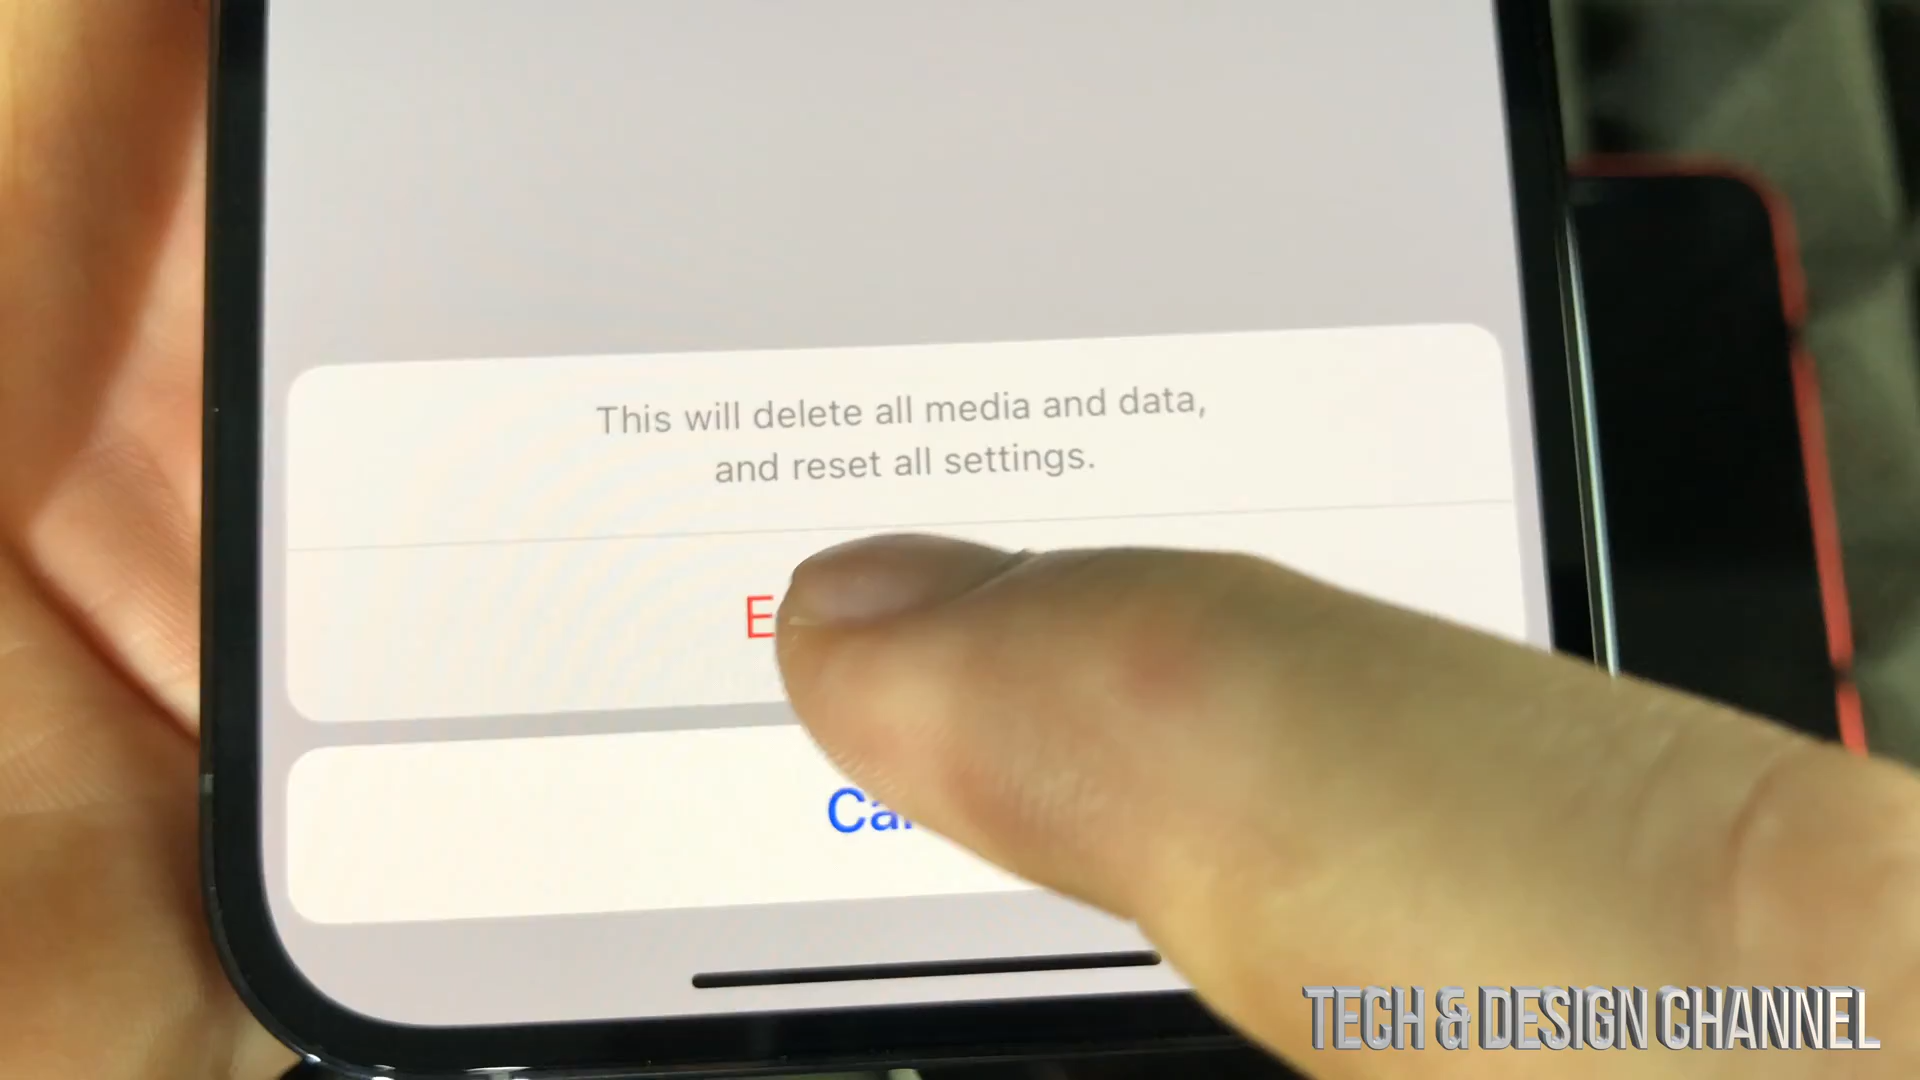 This will delete all media and data,
and reset all settings.
TECH & DESIGN CHANNEL